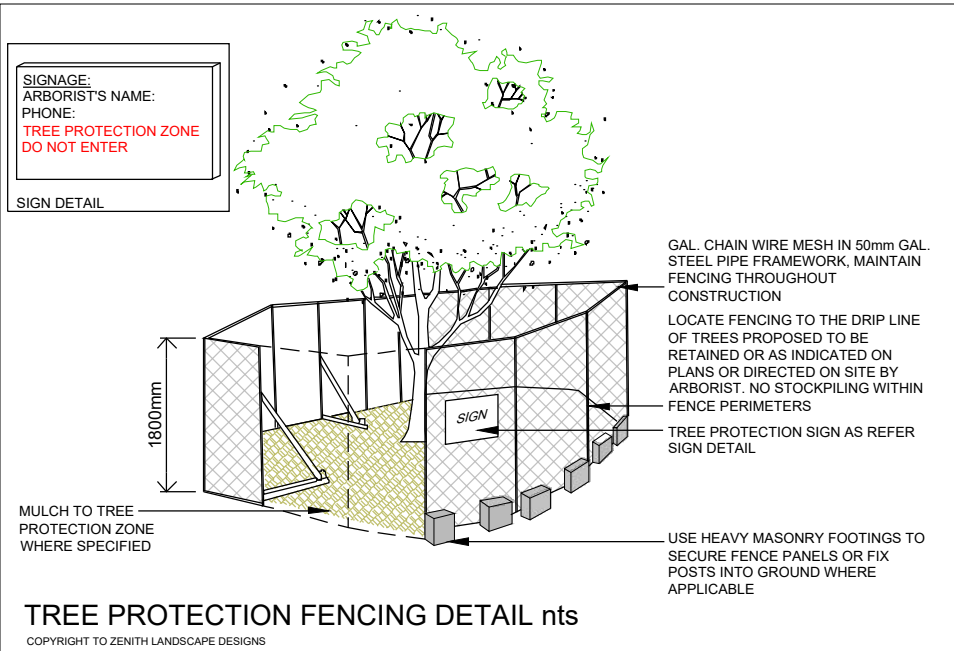 SIGNAGE:
ARBORIST'S NAME:
PHONE:
TREE PROTECTION ZONE
DO NOT ENTER
SIGN DETAIL
GAL. CHAIN WIRE MESH IN 50mm GAL.
STEEL PIPE FRAMEWORK, MAINTAIN
FENCING THROUGHOUT
CONSTRUCTION
LOCATE FENCING TO THE DRIP LINE
OF TREES PROPOSED TO BE
RETAINED OR AS INDICATED ON
PLANS OR DIRECTED ON SITE BY
ARBORIST. NO STOCKPILING WITHIN
FENCE PERIMETERS
TREE PROTECTION SIGN AS REFER
SIGN DETAIL
SIGN
1800mm
MULCH TO TREE
PROTECTION ZONE
WHERE SPECIFIED
USE HEAVY MASONRY FOOTINGS TO
SECURE FENCE PANELS OR FIX
POSTS INTO GROUND WHERE
APPLICABLE
TREE PROTECTION FENCING DETAIL nts
COPYRIGHT TO ZENITH LANDSCAPE DESIGNS